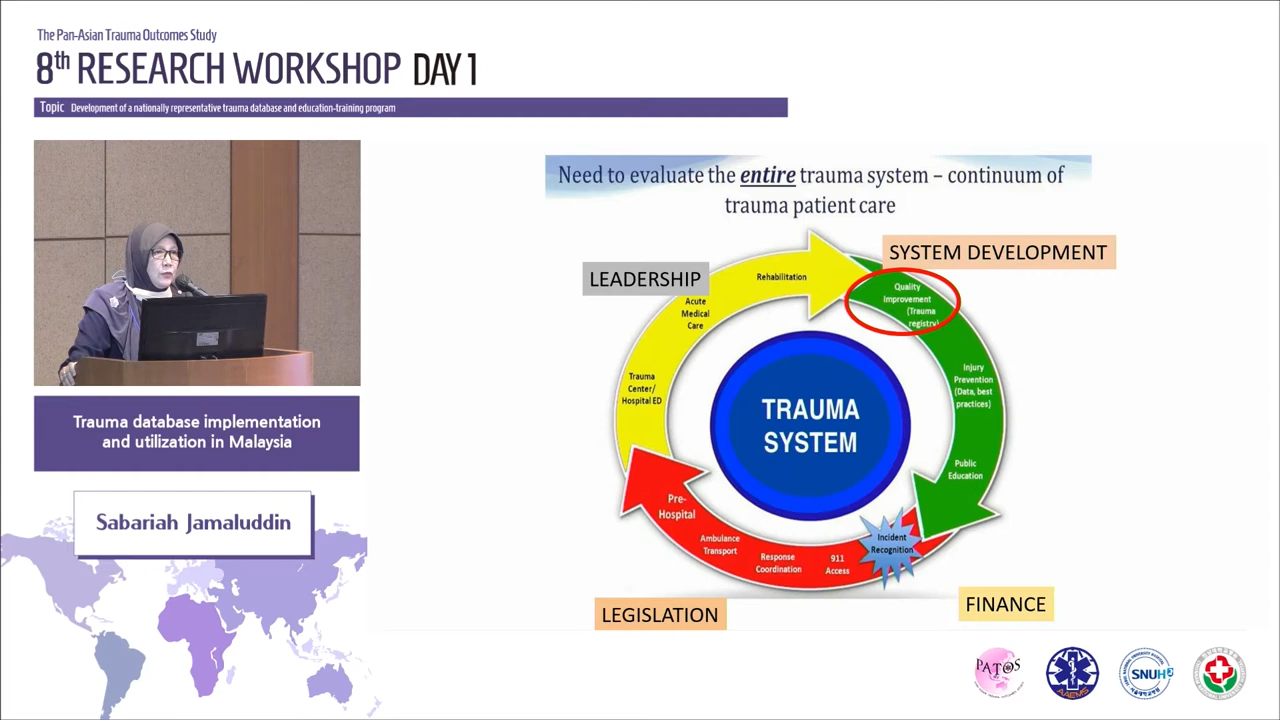 The Pan-Asian Trauma Outcomes Study
8th RESEARCH WORKSHOP DAY 1
Topic Development of a nationally representative trauma database and education-training program
Need to evaluate the entire trauma system – continuum of
trauma patient care
SYSTEM DEVELOPMENT
LEADERSHIP
Rehabilitation
Quality
Improvement
(Trauma
registry)
Acute
Medical
Care
Injury
Prevention
(Data, best
practices)
Trauma
Center/
Hospital ED
TRAUMA
SYSTEM
Public
Education
Pre-
Hospital
Ambulance
Transport
Response
Coordination
911
Access
Incident
Recognition
LEGISLATION
FINANCE
Trauma database implementation
and utilization in Malaysia
Sabariah Jamaluddin
PATOS
AAEMS
SNUH